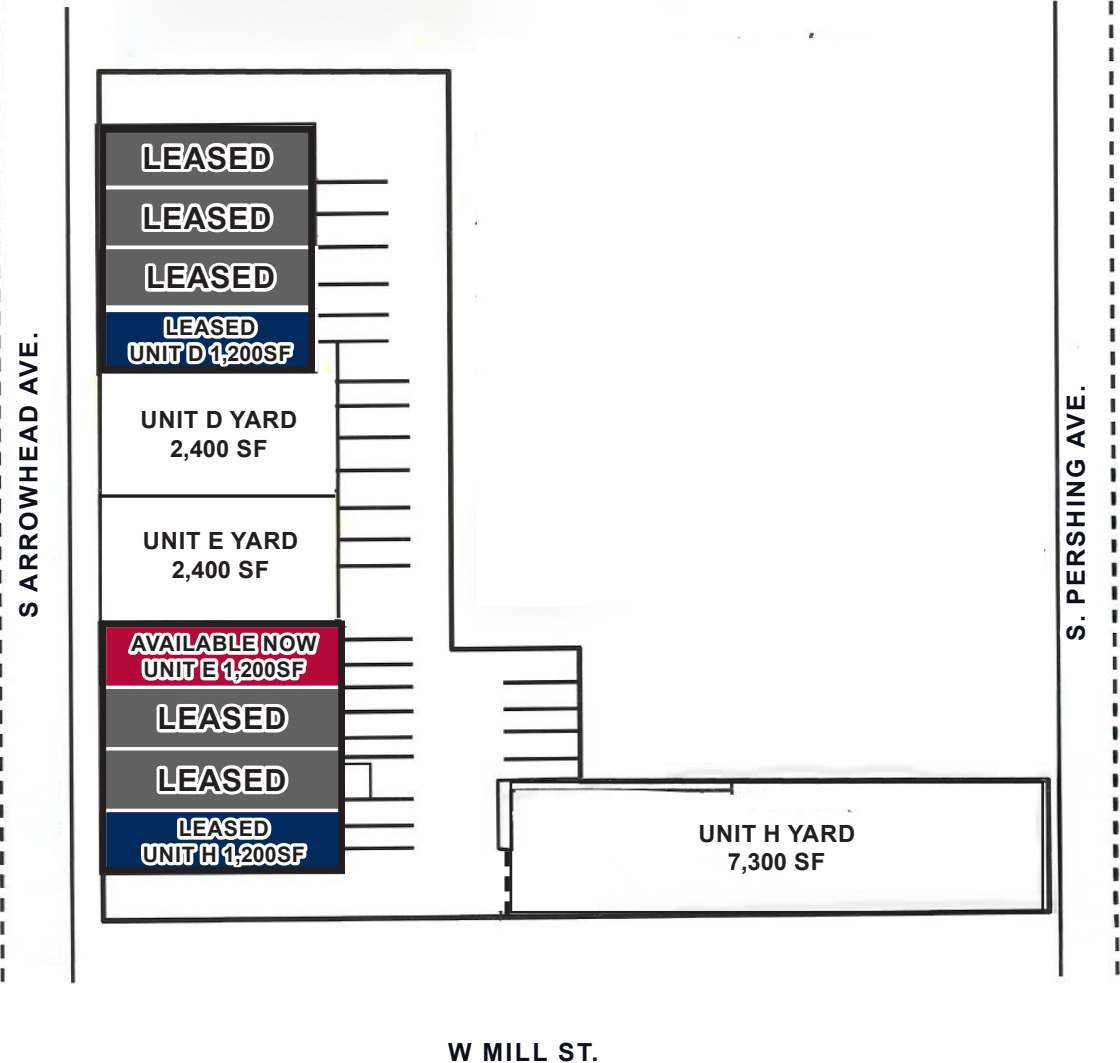 LEASED
LEASED
LEASED
LEASED
UNIT D 1,200SF
UNIT D YARD
2,400 SF
S ARROWHEAD AVE.
UNIT E YARD
2,400 SF
S. PERSHING AVE.
AVAILABLE NOW
UNIT E 1,200SF
LEASED
LEASED
LEASED
UNIT H 1,200SF
UNIT H YARD
7,300 SF
W MILL ST.